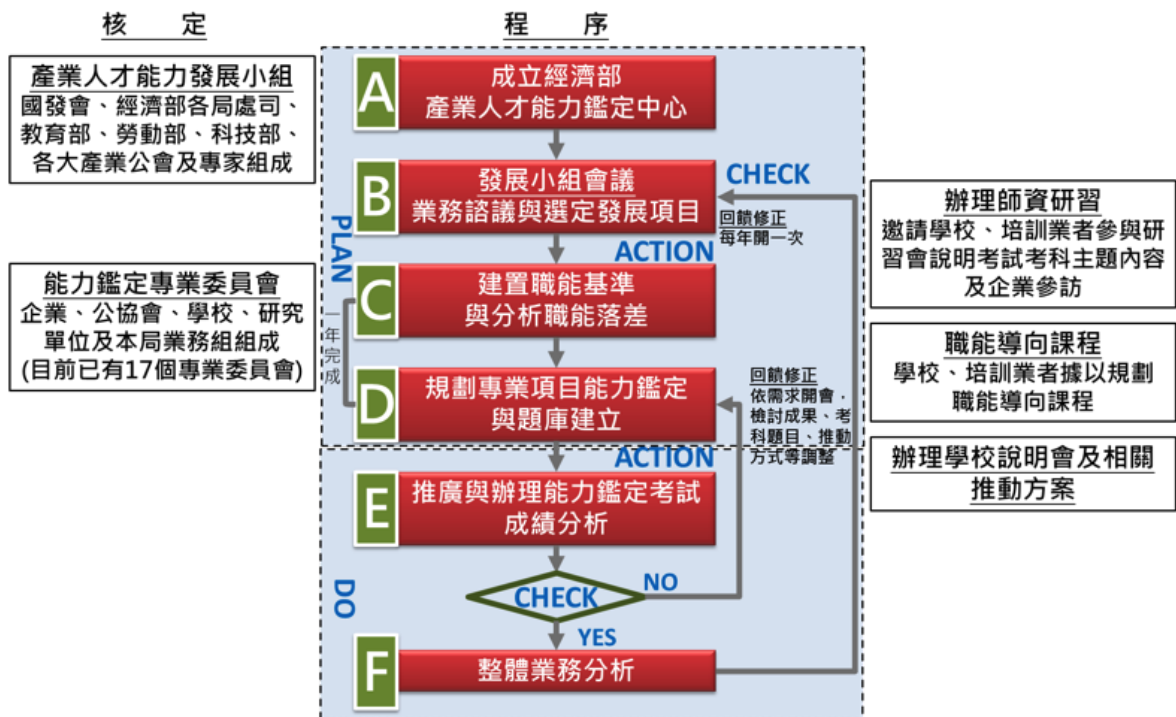 核 定
程 序
產業人才能力發展小組
國發會、經濟部各局處司、
教育部、勞動部、科技部、
各大產業公會及專家組成
能力鑑定專業委員會
企業、公協會、學校、研究
單位及本局業務組組成
(目前已有17個專業委員會)
PLAN
A
成立經濟部
產業人才能力鑑定中心
B
發展小組會議
業務諮議與選定發展項目
CHECK
回饋修正
每年開一次
ACTION
C
建置職能基準
與分析職能落差
一年完成
D
規劃專業項目能力鑑定
與題庫建立
回饋修正
依需求開會，
檢討成果、考
科題目、推動
方式等調整
ACTION
DO
E
推廣與辦理能力鑑定考試
成績分析
CHECK
NO
YES
F
整體業務分析
辦理師資研習
邀請學校、培訓業者參與研
習會說明考試考科主題內容
及企業參訪
職能導向課程
學校、培訓業者據以規劃
職能導向課程
辦理學校說明會及相關
推動方案